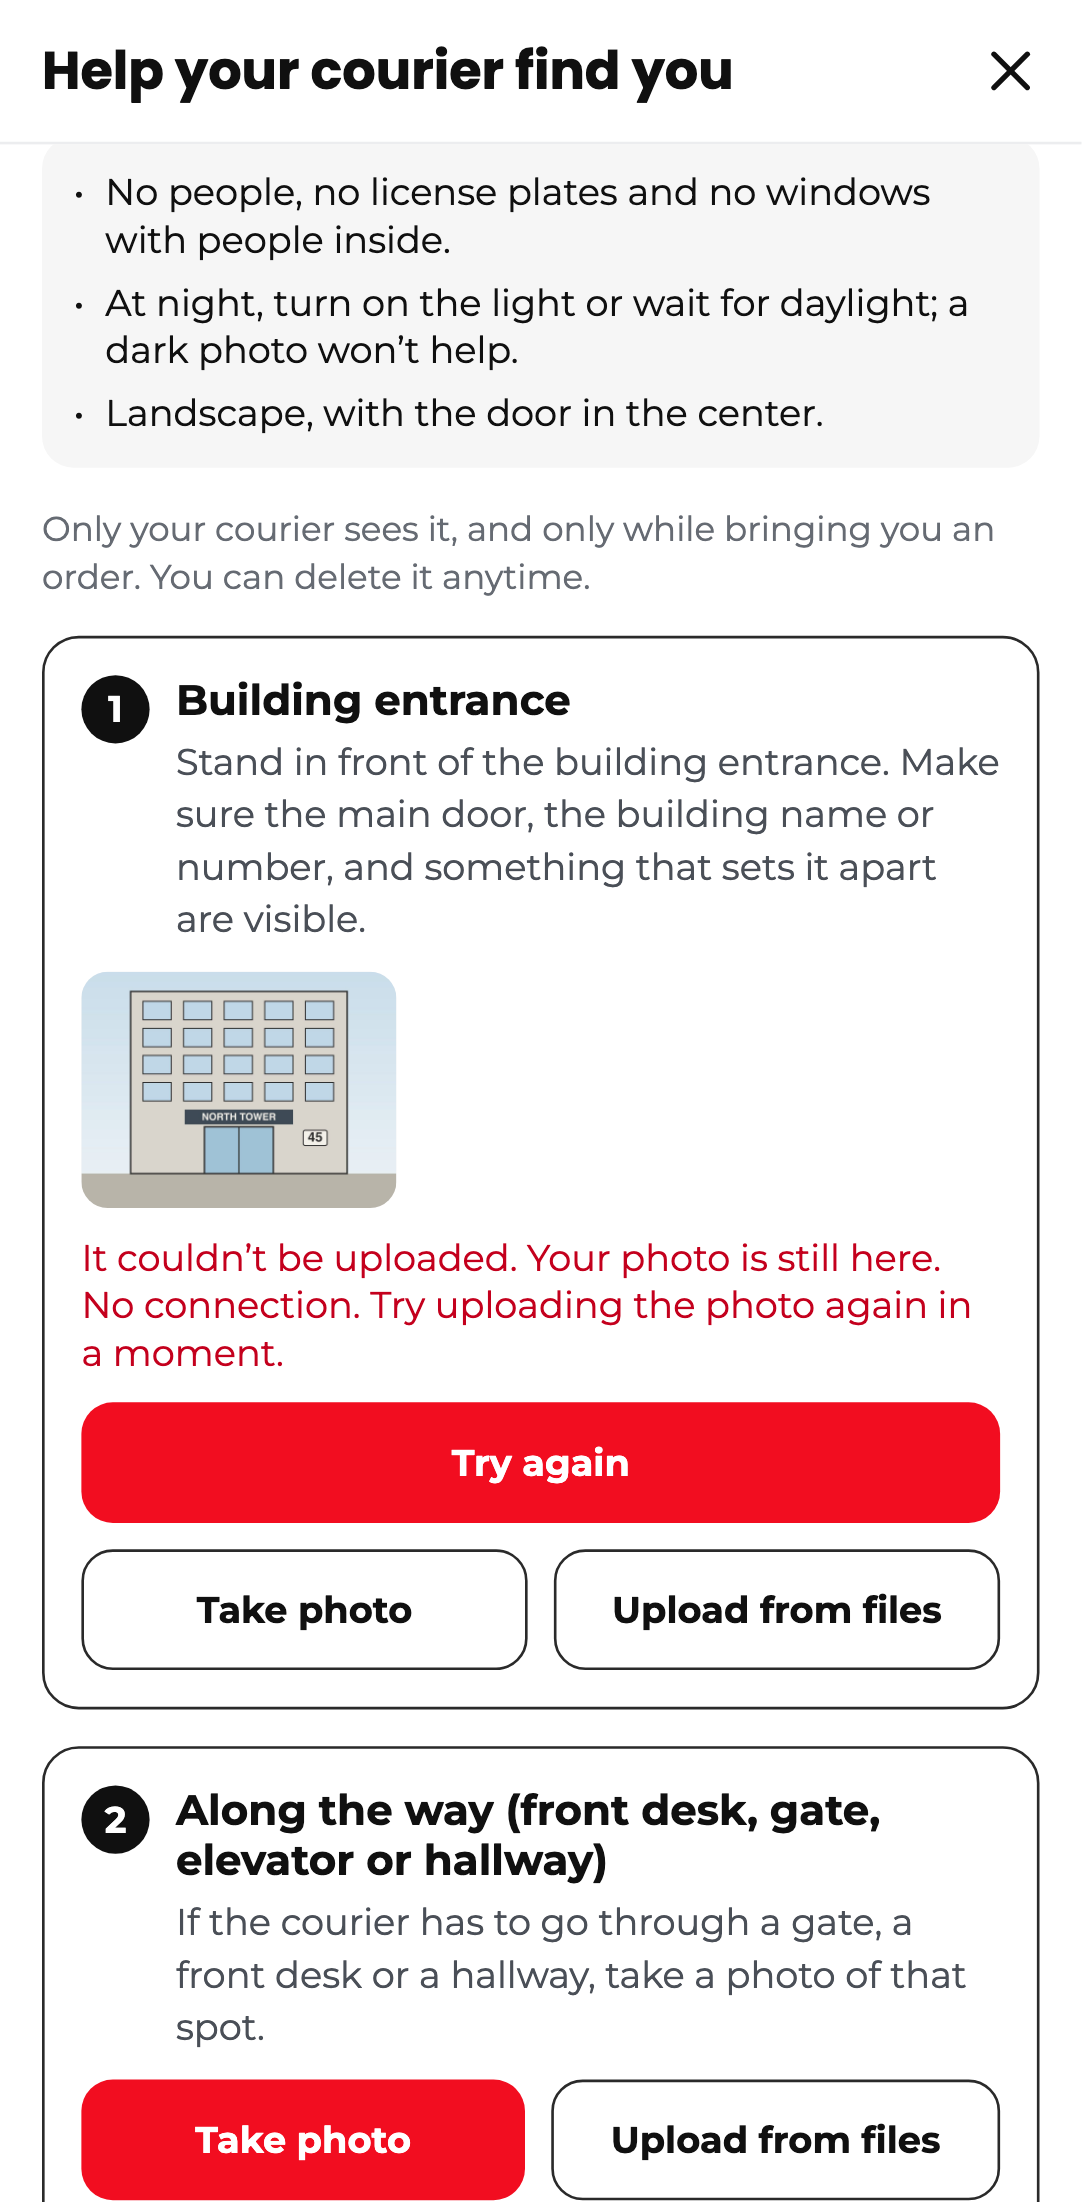 Help your courier find you
• No people, no license plates and no windows
with people inside.
• At night, turn on the light or wait for daylight; a
dark photo won’t help.
• Landscape, with the door in the center.
Only your courier sees it, and only while bringing you an
order. You can delete it anytime.
1 Building entrance
Stand in front of the building entrance. Make
sure the main door, the building name or
number, and something that sets it apart
are visible.
NORTH TOWER
45
It couldn’t be uploaded. Your photo is still here.
No connection. Try uploading the photo again in
a moment.
Try again
Take photo
Upload from files
2 Along the way (front desk, gate,
elevator or hallway)
If the courier has to go through a gate, a
front desk or a hallway, take a photo of that
spot.
Take photo
Upload from files